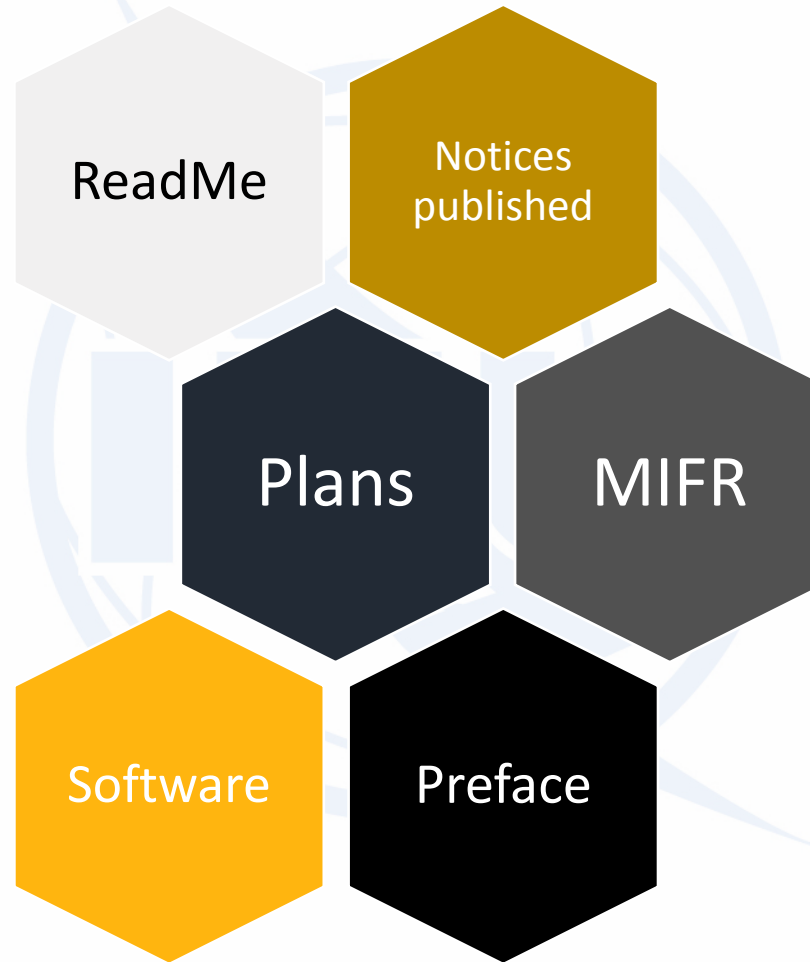 ReadMe
Notices
published
Plans
MIFR
Software
Preface